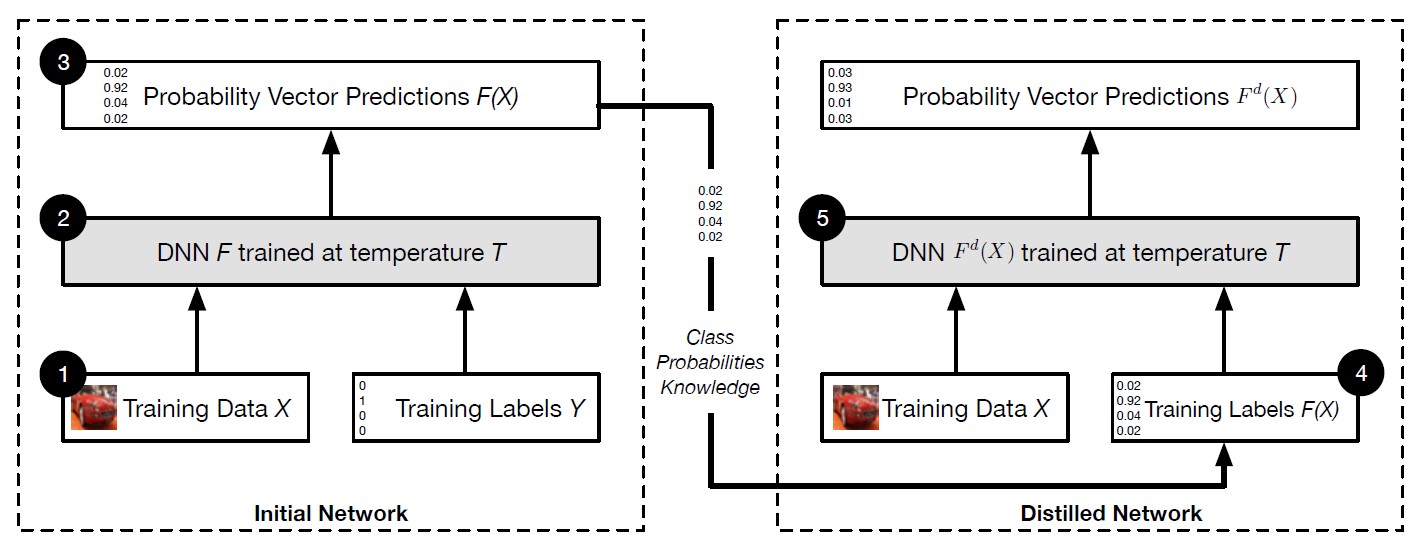 3
0.02
0.92
0.04
0.02
Probability Vector Predictions F(X)
2
DNN F trained at temperature T
1
Training Data X
0
1
0
0
Training Labels Y
Initial Network
0.02
0.92
0.04
0.02
Class
Probabilities
Knowledge
0.03
0.93
0.01
0.03
Probability Vector Predictions F^d(X)
5
DNN F^d(X) trained at temperature T
Training Data X
4
0.02
0.92
0.04
0.02
Training Labels F(X)
Distilled Network